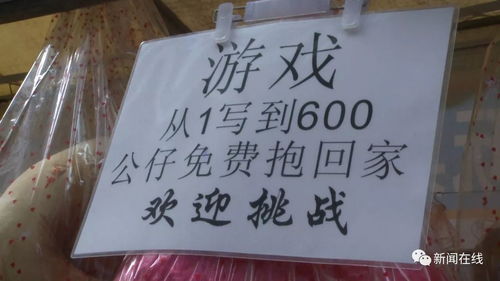 游戏
从1写到600
公仔免费抱回家
欢迎挑战
新闻在线